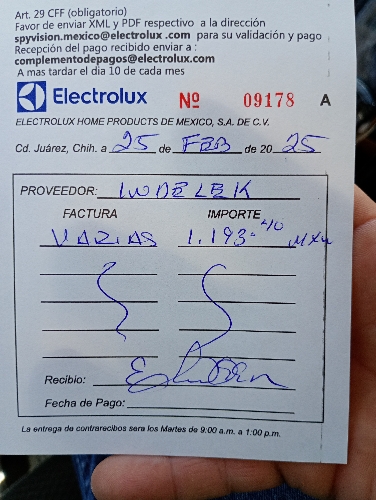 Art. 29 CFF (obligatorio)
Favor de enviar XML y PDF respectivo a la dirección
spyvision.mexico@electrolux .com para su validación y pago
Recepción del pago recibido enviar a :
complementodepagos@electrolux.com
A mas tardar el dia 10 de cada mes
Electrolux Nº 09178 A
ELECTROLUX HOME PRODUCTS DE MEXICO, S.A. DE C.V.
Cd. Juárez, Chih. a 25 de FEB de 20 25
PROVEEDOR: INDELEK
FACTURA IMPORTE
VARIAS 1,193.40 MXN
Recibio:
Fecha de Pago:
La entrega de contrarecibos sera los Martes de 9:00 a.m. a 1:00 p.m.